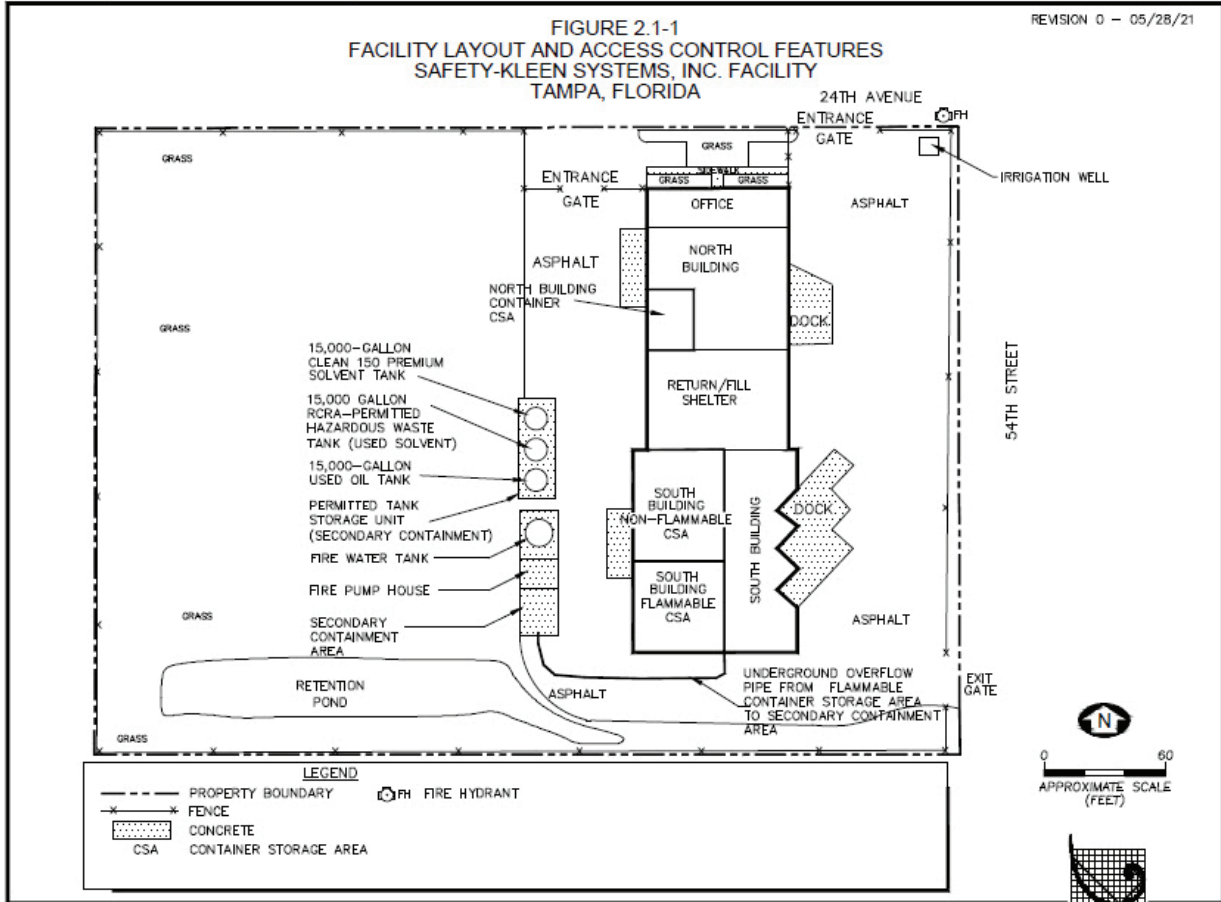 REVISION 0 - 05/28/21
FIGURE 2.1-1
FACILITY LAYOUT AND ACCESS CONTROL FEATURES
SAFETY-KLEEN SYSTEMS, INC. FACILITY
TAMPA, FLORIDA
24TH AVENUE
FH
ENTRANCE
GATE
GRASS
GRASS
SIDEWALK
GRASS
GRASS
IRRIGATION WELL
ENTRANCE
GATE
OFFICE
ASPHALT
NORTH
BUILDING
ASPHALT
NORTH BUILDING
CONTAINER
CSA
DOCK
GRASS
15,000-GALLON
CLEAN 150 PREMIUM
SOLVENT TANK
RETURN/FILL
SHELTER
54TH STREET
15,000 GALLON
RCRA-PERMITTED
HAZARDOUS WASTE
TANK (USED SOLVENT)
15,000-GALLON
USED OIL TANK
PERMITTED TANK
STORAGE UNIT
(SECONDARY CONTAINMENT)
SOUTH
BUILDING
NON-FLAMMABLE
CSA
SOUTH BUILDING
DOCK
FIRE WATER TANK
FIRE PUMP HOUSE
SOUTH
BUILDING
FLAMMABLE
CSA
GRASS
SECONDARY
CONTAINMENT
AREA
ASPHALT
RETENTION
POND
ASPHALT
UNDERGROUND OVERFLOW
PIPE FROM FLAMMABLE
CONTAINER STORAGE AREA
TO SECONDARY CONTAINMENT
AREA
EXIT
GATE
GRASS
N
0 60
APPROXIMATE SCALE
(FEET)
LEGEND
PROPERTY BOUNDARY
FH FIRE HYDRANT
FENCE
CONCRETE
CSA CONTAINER STORAGE AREA